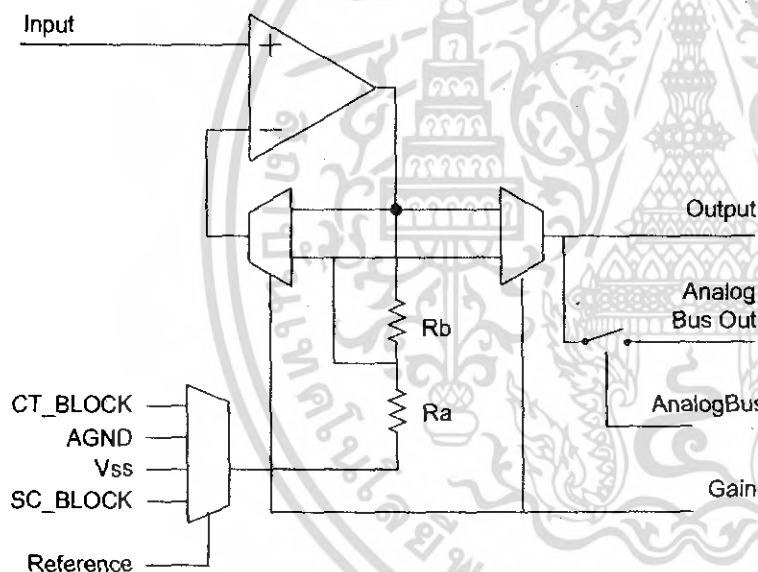 Input
+
−
Output
Analog
Bus Out
Rb
CT_BLOCK
Ra
AnalogBus
AGND
Vss
SC_BLOCK
Gain
Reference